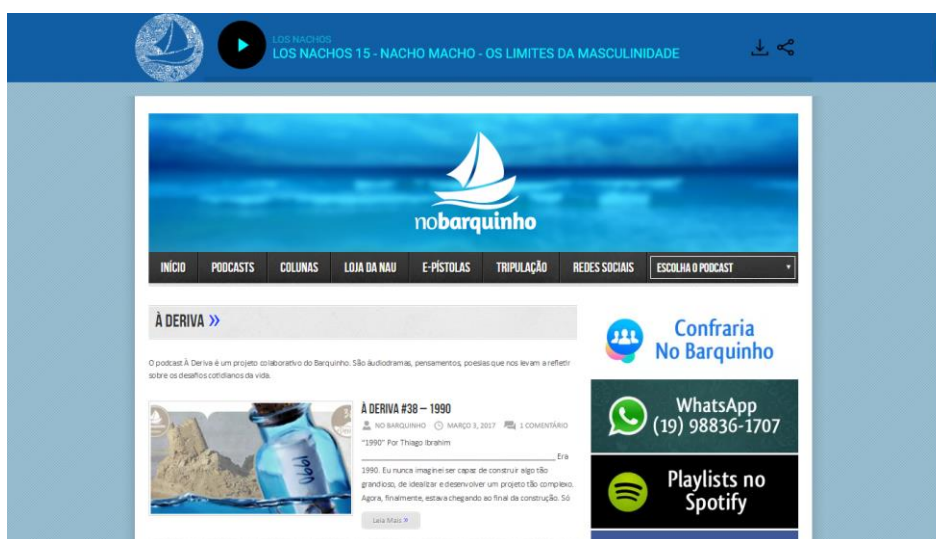 LOS NACHOS
LOS NACHOS 15 - NACHO MACHO - OS LIMITES DA MASCULINIDADE
nobarquinho
INÍCIO PODCASTS COLUNAS LOJA DA NAU E-PÍSTOLAS TRIPULAÇÃO REDES SOCIAIS ESCOLHA O PODCAST
À DERIVA »
O podcast À Deriva é um projeto colaborativo do Barquinho. São áudiodramas, pensamentos, poesias que nos levam a refletir
sobre os desafios cotidianos da vida.
1990
À DERIVA #38 – 1990
NO BARQUINHO MARÇO 3, 2017 1 COMENTÁRIO
"1990" Por Thiago Ibrahim
Era
1990. Eu nunca imaginei ser capaz de construir algo tão
grandioso, de idealizar e desenvolver um projeto tão complexo.
Agora, finalmente, estava chegando ao final da construção. Só
Leia Mais »
Confraria
No Barquinho
WhatsApp
(19) 98836-1707
Playlists no
Spotify